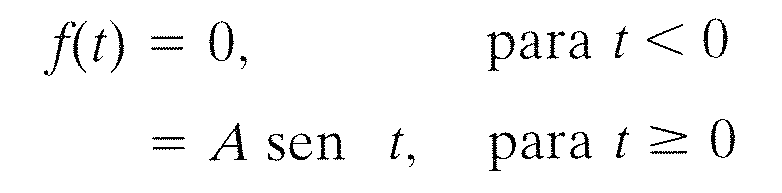 f(t) = 0, para t < 0
= A sen t, para t ≥ 0